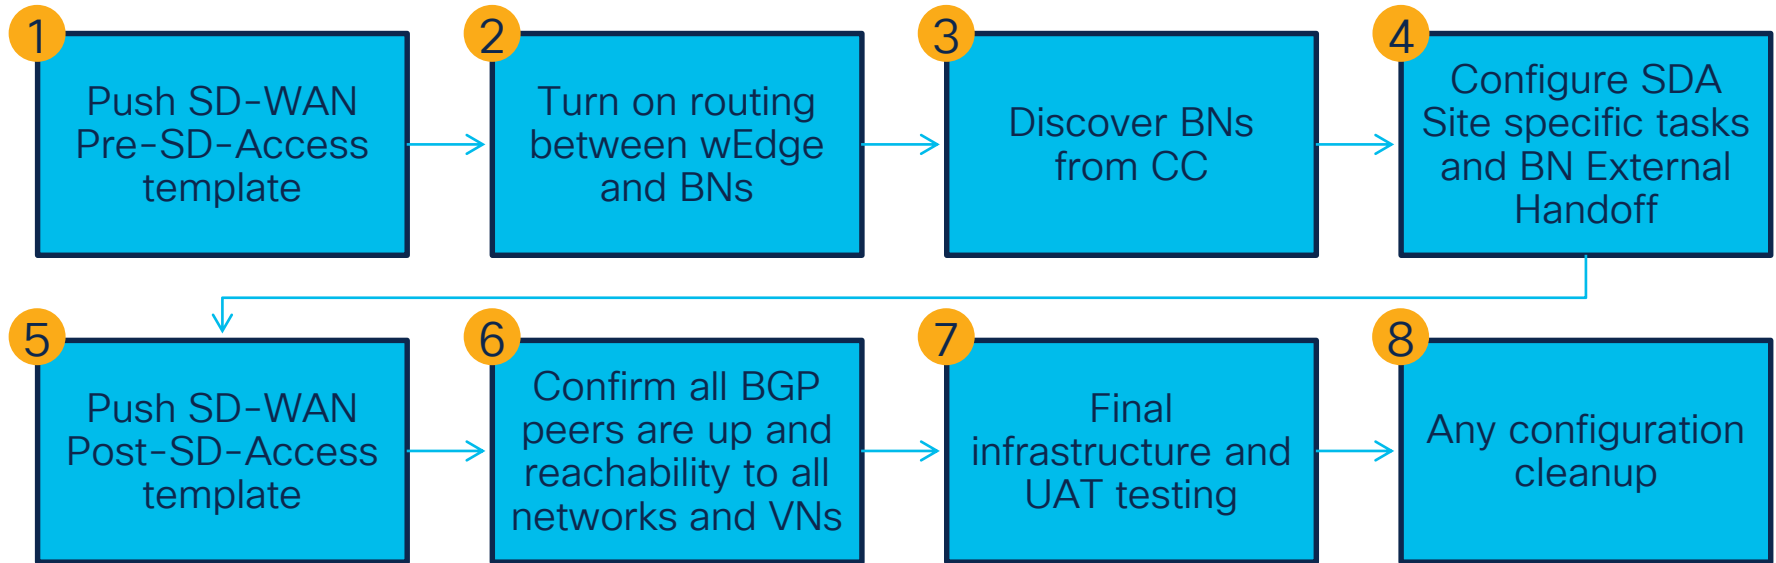 1
Push SD-WAN
Pre-SD-Access
template
2
Turn on routing
between wEdge
and BNs
3
Discover BNs
from CC
4
Configure SDA
Site specific tasks
and BN External
Handoff
5
Push SD-WAN
Post-SD-Access
template
6
Confirm all BGP
peers are up and
reachability to all
networks and VNs
7
Final
infrastructure and
UAT testing
8
Any configuration
cleanup